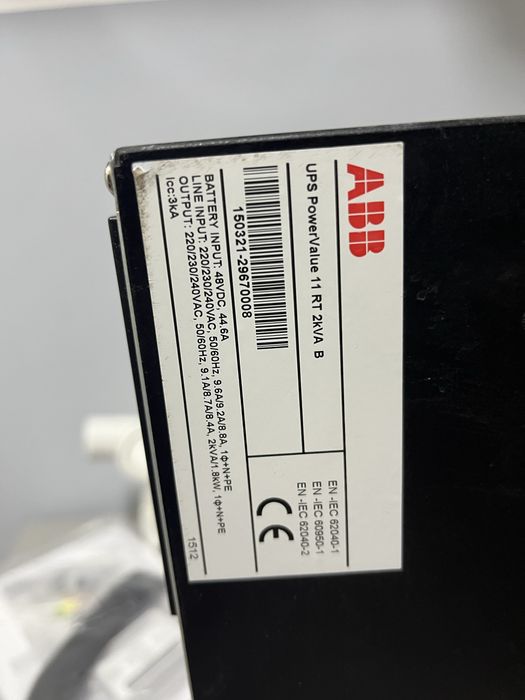 ABB
UPS PowerValue 11 RT 2kVA B
150321-29670008
EN -IEC 62040-1
EN -IEC 60950-1
EN -IEC 62040-2
CE
BATTERY INPUT: 48VDC, 44.6A
LINE INPUT: 220/230/240VAC, 50/60Hz, 9.6A/9.2A/8.8A, 1Φ+N+PE
Icc:3kA
OUTPUT: 220/230/240VAC, 50/60Hz, 9.1A/8.7A/8.4A, 2kVA/1.8kW, 1Φ+N+PE
1512